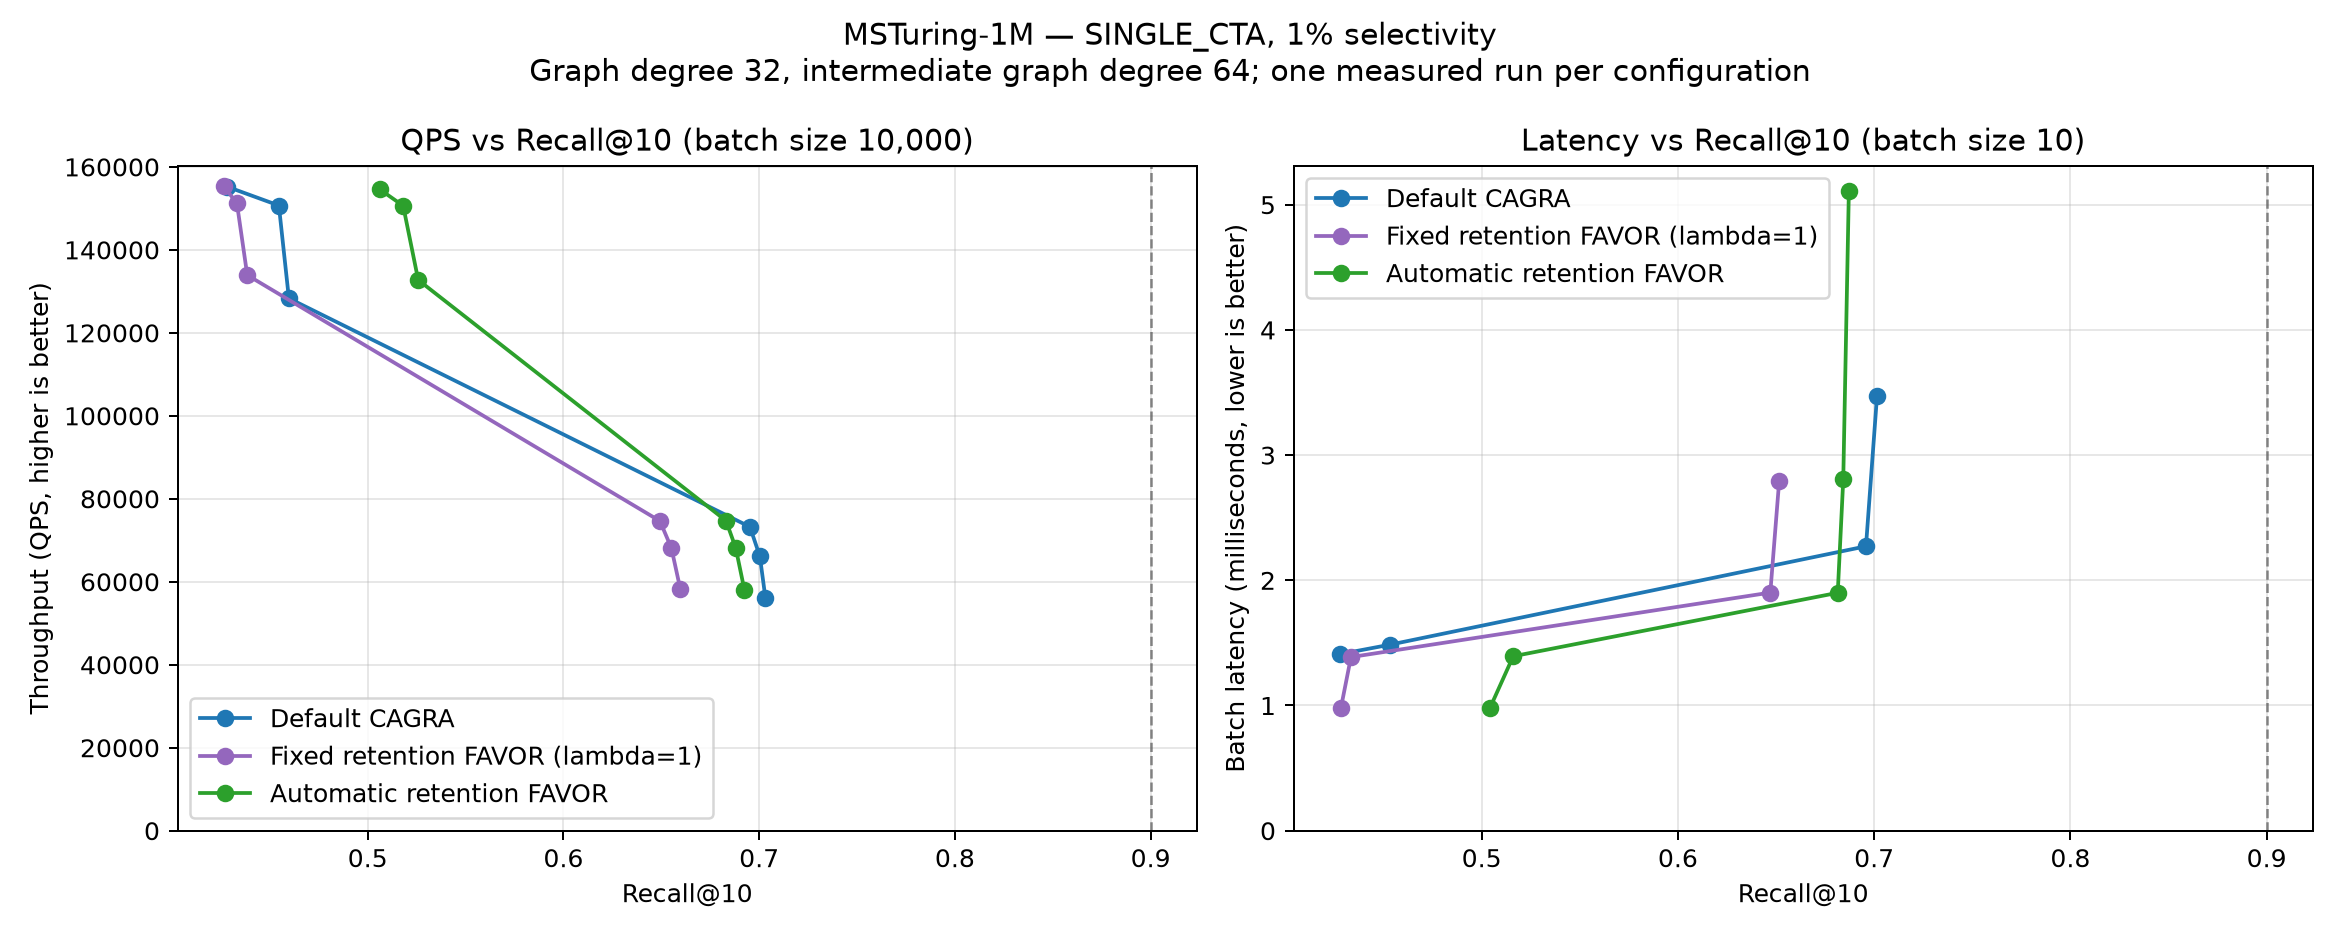 MSTuring-1M — SINGLE_CTA, 1% selectivity
Graph degree 32, intermediate graph degree 64; one measured run per configuration
QPS vs Recall@10 (batch size 10,000)
Throughput (QPS, higher is better)
160000
140000
120000
100000
80000
60000
40000
20000
0
Default CAGRA
Fixed retention FAVOR (lambda=1)
Automatic retention FAVOR
0.5
0.6
0.7
0.8
0.9
Recall@10
Latency vs Recall@10 (batch size 10)
Batch latency (milliseconds, lower is better)
5
4
3
2
1
0
Default CAGRA
Fixed retention FAVOR (lambda=1)
Automatic retention FAVOR
0.5
0.6
0.7
0.8
0.9
Recall@10